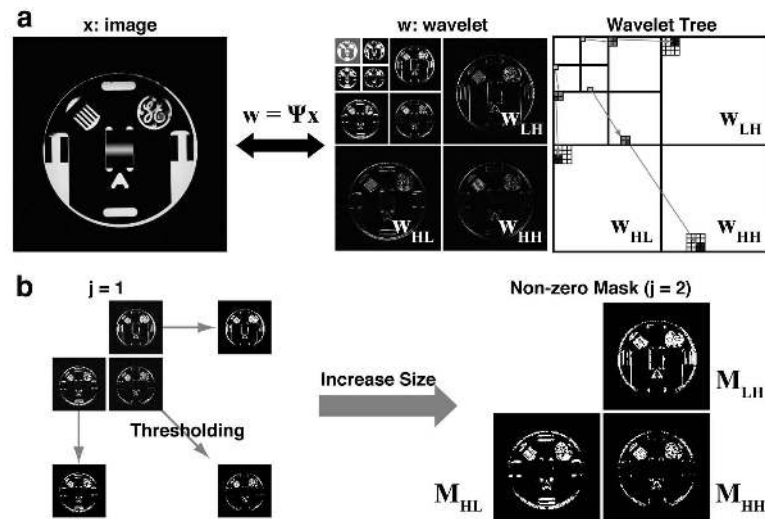 a
x: image
w: wavelet
Wavelet Tree
w = Ψx
w_LH
w_HL
w_HH
w_LH
w_HL
w_HH
b
j = 1
Non-zero Mask (j = 2)
Increase Size
Thresholding
M_LH
M_HL
M_HH